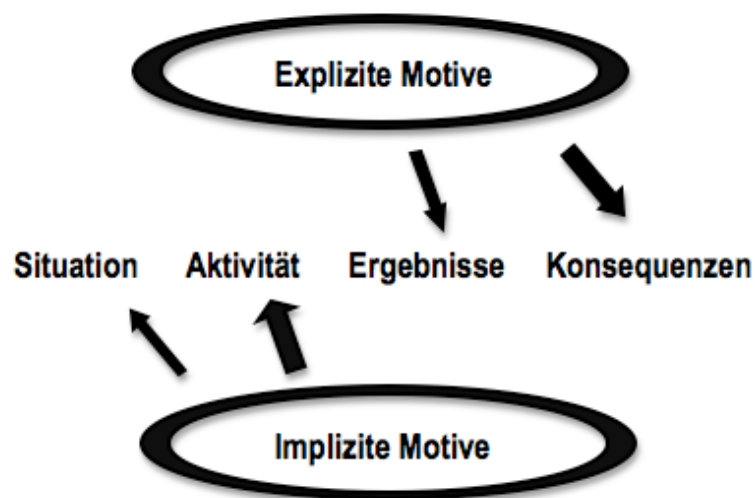 Explizite Motive
Situation Aktivität Ergebnisse Konsequenzen
Implizite Motive